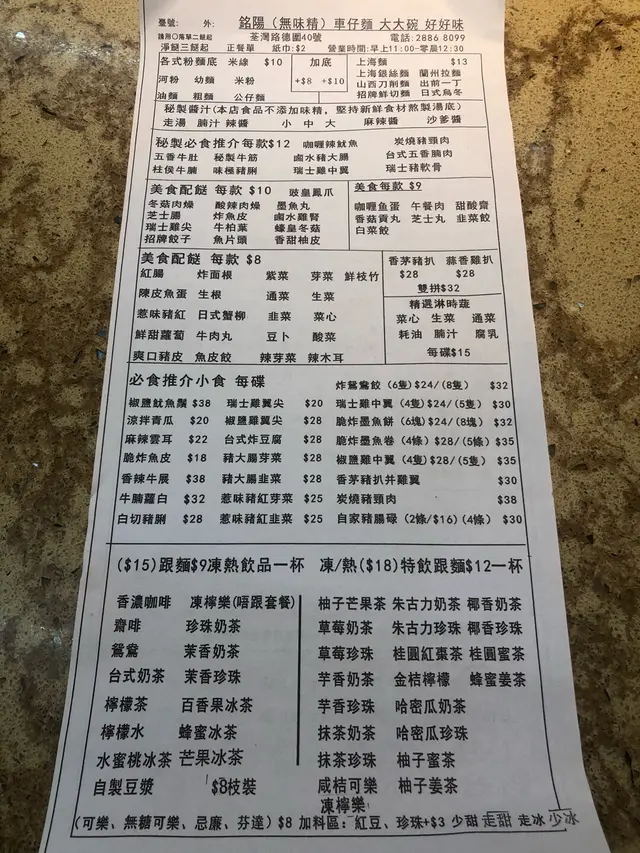 臺號: 外: 銘陽（無味精）車仔麵 大大碗 好好味
請用〇落單二餸起 荃灣路德圍40號 電話:2886 8099
淨餸三餸起 正餐單 紙巾:$2 營業時間:早上11:00-零晨12:30
各式粉麵底 米線 $10 加底 上海麵 $13
河粉 幼麵 米粉 +$8 +$10 上海銀絲麵 蘭州拉麵
山西刀削麵 出前一丁
油麵 粗麵 公仔麵 招牌鮮切麵 日式烏冬
秘製醬汁(本店食品不添加味精，堅持新鮮食材熬製湯底)
走湯 腩汁 辣醬 小 中 大 麻辣醬 沙爹醬
秘製必食推介每款$12 咖喱辣魷魚 炭燒豬頸肉
五香牛肚 秘製牛筋 鹵水豬大腸 台式五香腩肉
柱侯牛腩 味極豬脷 瑞士雞中翼 瑞士豬軟骨
美食配餸 每款 $10 豉皇鳳爪 美食每款 $9
冬菇肉燥 酸辣肉燥 墨魚丸 咖喱鱼蛋 午餐肉 甜酸齋
芝士腸 炸魚皮 鹵水雞腎 香菇貢丸 芝士丸 韭菜餃
瑞士雞尖 牛柏葉 蠔皇冬菇 白菜餃
招牌餃子 魚片頭 香甜柚皮
美食配餸 每款 $8 香茅豬扒 蒜香雞扒
紅腸 炸面根 紫菜 芽菜 鮮枝竹 $28 $28
雙拼$32
陳皮魚蛋 生根 通菜 生菜 精選淋時蔬
惹味豬紅 日式蟹柳 韭菜 菜心 菜心 生菜 通菜
鮮甜蘿蔔 牛肉丸 豆卜 酸菜 耗油 腩汁 腐乳
爽口豬皮 魚皮餃 辣芽菜 辣木耳 每碟$15
必食推介小食 每碟 炸鴛鴦餃 (6隻)$24/(8隻) $32
椒鹽魷魚鬚 $38 瑞士雞翼尖 $20 瑞士雞中翼 (4隻)$24/(5隻) $30
涼拌青瓜 $20 椒鹽雞翼尖 $28 脆炸墨魚餅 (6塊)$24/(8塊) $32
麻辣雲耳 $22 台式炸豆腐 $28 脆炸墨魚卷 (4條) $28/(5條) $35
脆炸魚皮 $18 豬大腸芽菜 $28 椒鹽雞中翼 (4隻)$28/(5隻) $35
香辣牛展 $38 豬大腸韭菜 $28 香茅豬扒并雞翼 $30
牛腩蘿白 $32 惹味豬紅芽菜 $25 炭燒豬頸肉 $38
白切豬脷 $28 惹味豬紅韭菜 $25 自家豬腸碌 (2條/$16)(4條) $30
($15)跟麵$9凍熱飲品一杯 凍/熱($18)特飲跟麵$12一杯
香濃咖啡 凍檸樂(唔跟套餐) 柚子芒果茶 朱古力奶茶 椰香奶茶
齋啡 珍珠奶茶 草莓奶茶 朱古力珍珠 椰香珍珠
鴛鴦 茉香奶茶 草莓珍珠 桂圓紅棗茶 桂圓蜜茶
台式奶茶 茉香珍珠 芋香奶茶 金桔檸檬 蜂蜜姜茶
檸檬茶 百香果冰茶 芋香珍珠 哈密瓜奶茶
檸檬水 蜂蜜冰茶 抹茶奶茶 哈密瓜珍珠
水蜜桃冰茶 芒果冰茶 抹茶珍珠 柚子蜜茶
自製豆漿 $8枝裝 咸桔可樂 柚子姜茶
凍檸樂
(可樂、無糖可樂、忌廉、芬達) $8 加料區: 紅豆、珍珠+$3 少甜 走甜 走冰 少冰